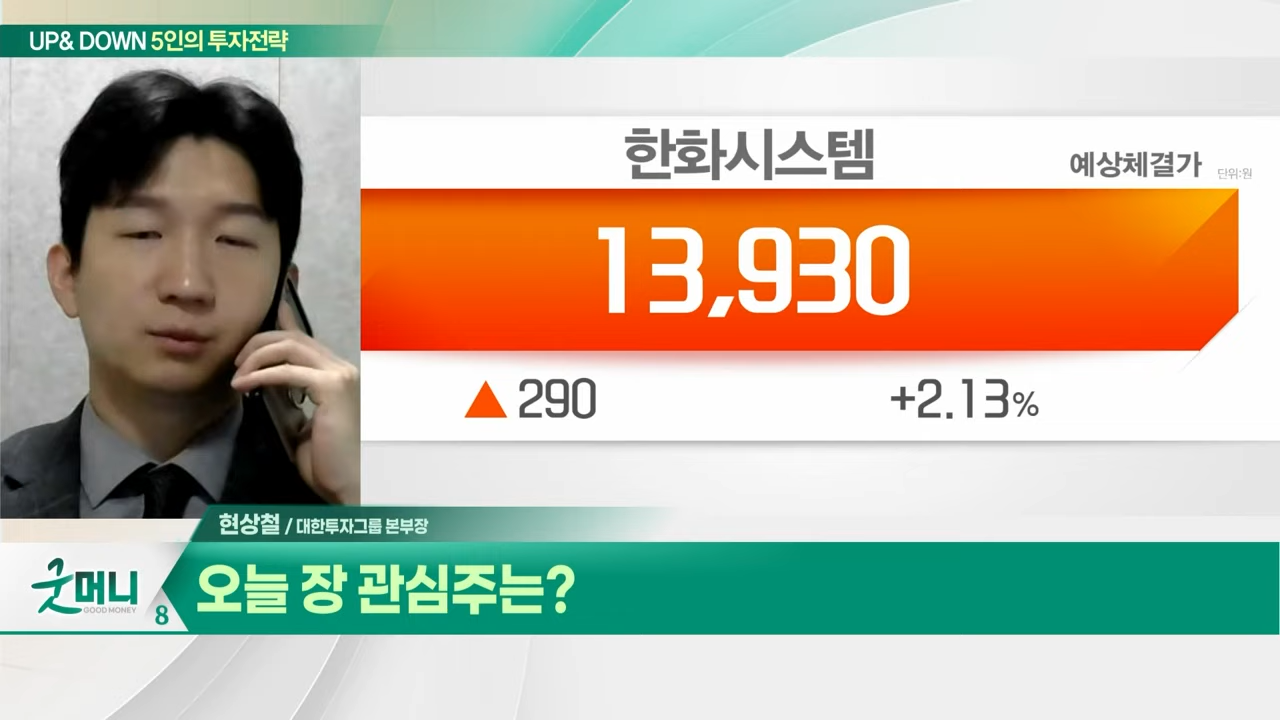 UP& DOWN 5인의 투자전략
한화시스템
예상체결가
단위:원
13,930
▲ 290
+2.13%
현상철 / 대한투자그룹 본부장
굿머니
GOOD MONEY
8
오늘 장 관심주는?